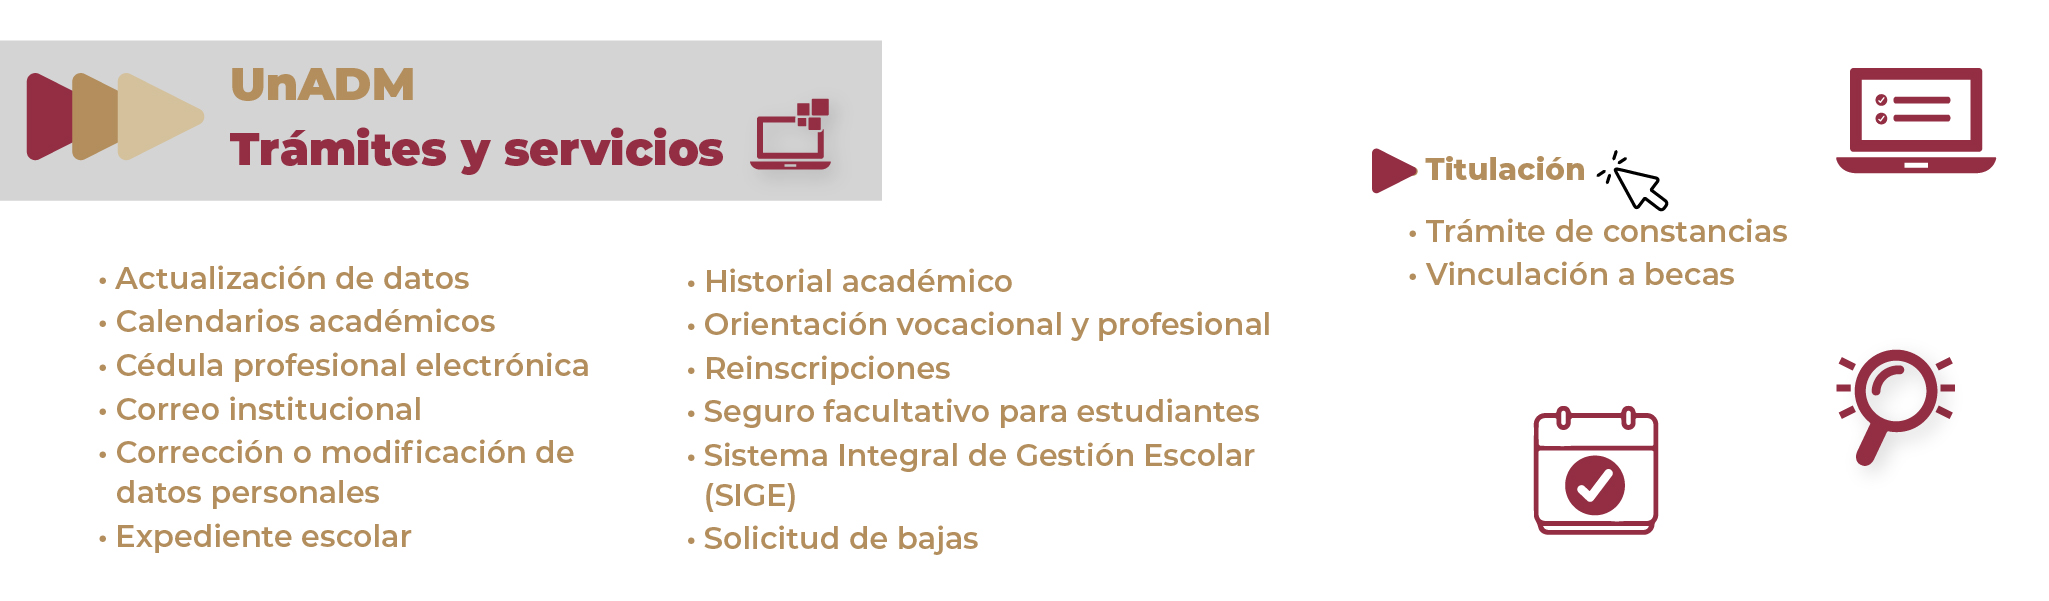 UnADM
Trámites y servicios
• Actualización de datos
• Calendarios académicos
• Cédula profesional electrónica
• Correo institucional
• Corrección o modificación de
datos personales
• Expediente escolar
• Historial académico
• Orientación vocacional y profesional
• Reinscripciones
• Seguro facultativo para estudiantes
• Sistema Integral de Gestión Escolar
(SIGE)
• Solicitud de bajas
Titulación
• Trámite de constancias
• Vinculación a becas